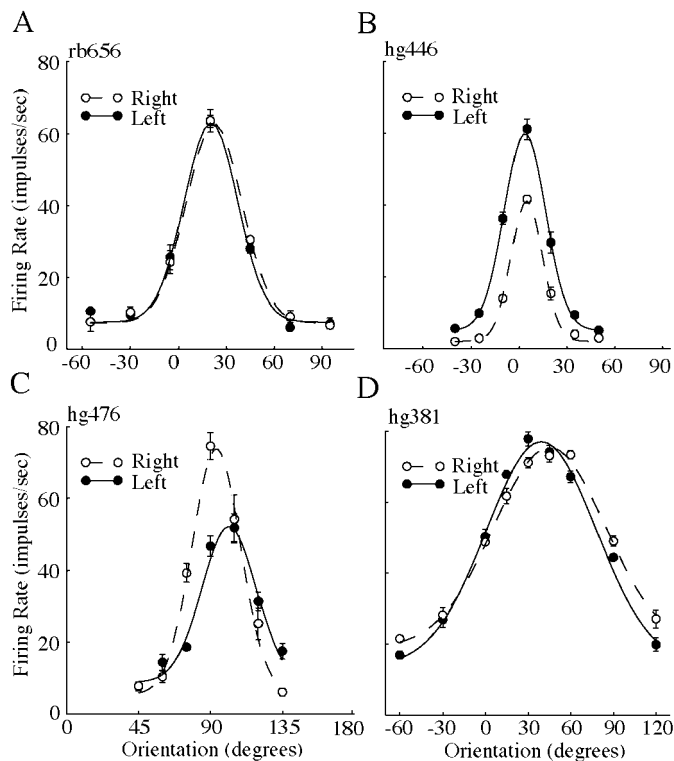 A
rb656
Firing Rate (impulses/sec)
80
60
40
20
0
Right
Left
-60
-30
0
30
60
90
B
hg446
Right
Left
-60
-30
0
30
60
90
C
hg476
Firing Rate (impulses/sec)
80
60
40
20
0
Right
Left
0
45
90
135
180
Orientation (degrees)
D
hg381
Right
Left
-60
-30
0
30
60
90
120
Orientation (degrees)